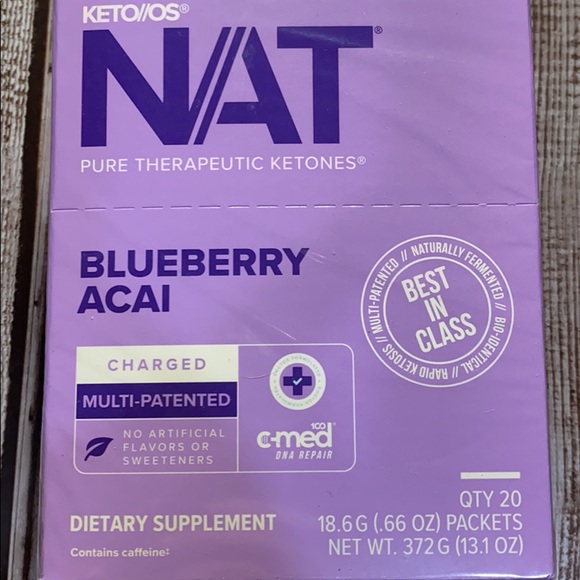 KETO//OS®
NAT®
PURE THERAPEUTIC KETONES®
BLUEBERRY
ACAI
MULTI-PATENTED // NATURALLY FERMENTED // BIO-IDENTICAL // RAPID KETOSIS //
BEST
IN
CLASS
CHARGED
MULTI-PATENTED
NO ARTIFICIAL
FLAVORS OR
SWEETENERS
c-med 100
DNA REPAIR
DIETARY SUPPLEMENT
Contains caffeine‡
QTY 20
18.6 G (.66 OZ) PACKETS
NET WT. 372 G (13.1 OZ)